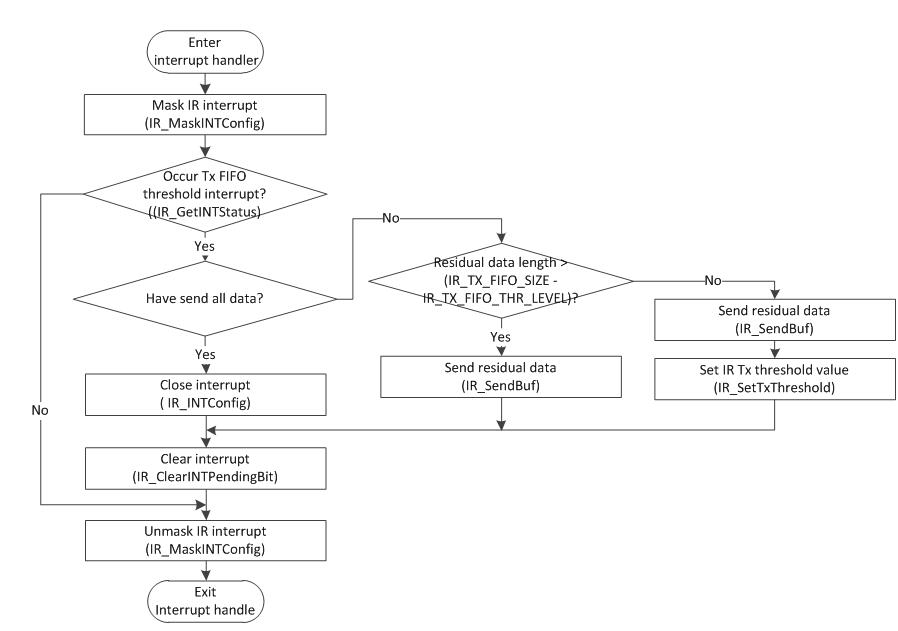 Enter
interrupt handler
Mask IR interrupt
(IR_MaskINTConfig)
Occur Tx FIFO
threshold interrupt?
((IR_GetINTStatus)
Yes
No
Have send all data?
No
Residual data length >
(IR_TX_FIFO_SIZE -
IR_TX_FIFO_THR_LEVEL)?
No
Send residual data
(IR_SendBuf)
Set IR Tx threshold value
(IR_SetTxThreshold)
Yes
Send residual data
(IR_SendBuf)
Yes
Close interrupt
( IR_INTConfig)
Clear interrupt
(IR_ClearINTPendingBit)
Unmask IR interrupt
(IR_MaskINTConfig)
Exit
Interrupt handle